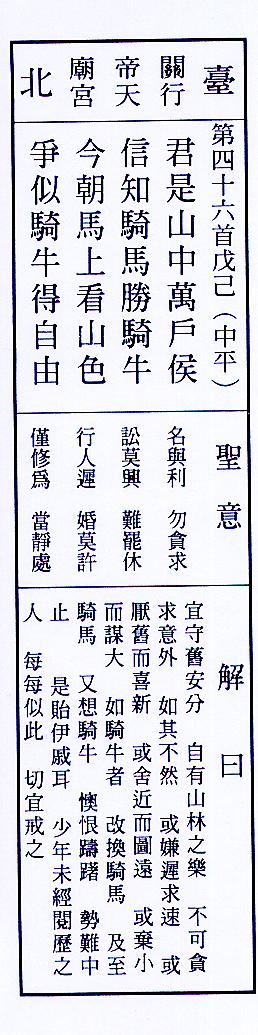 臺北
行天宮
關帝廟
第四十六首戊己（中平）
君是山中萬戶侯
信知騎馬勝騎牛
今朝馬上看山色
爭似騎牛得自由
聖意
名與利　勿貪求
訟莫興　難罷休
行人遲　婚莫許
僅修為　當靜處
解曰
宜守舊安分　自有山林之樂　不可貪
求意外　如其不然　或嫌遲求速　或
厭舊而喜新　或舍近而圖遠　或棄小
而謀大　如騎牛者　改換騎馬　及至
騎馬　又想騎牛　懊恨躊躇　勢難中
止　是貽伊戚耳　少年未經閱歷之
人　每每似此　切宜戒之